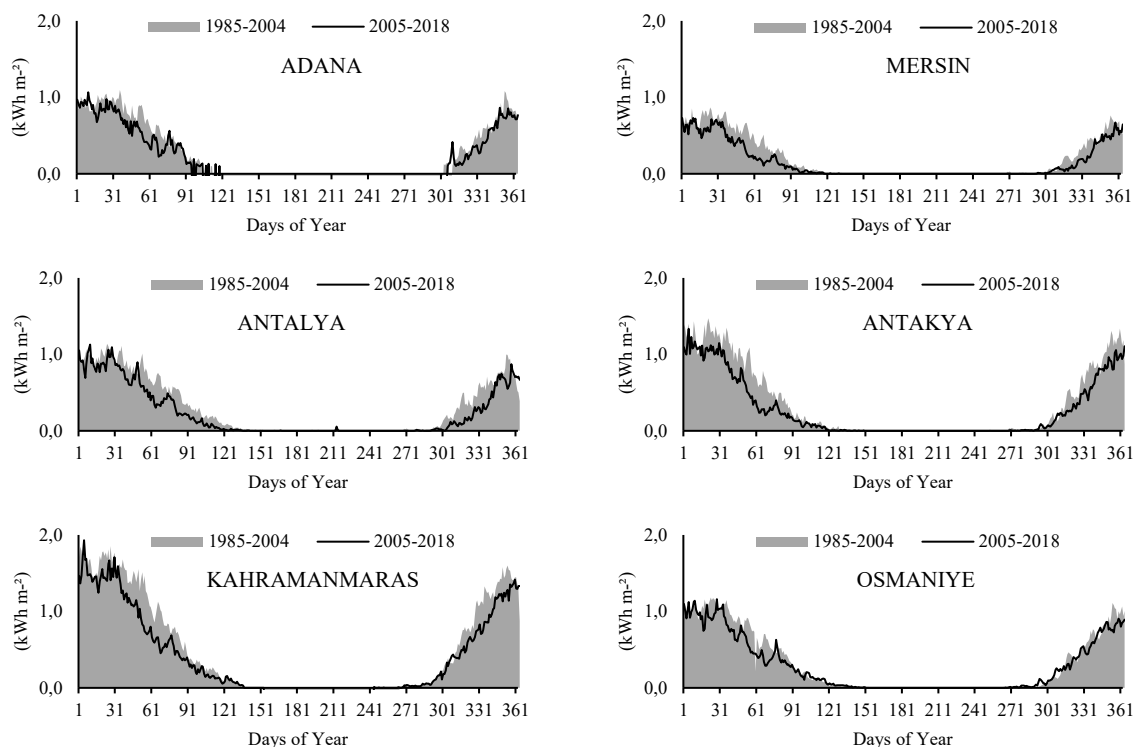 2,0
1985-2004 2005-2018
ADANA
1,0
(kWh m-²)
0,0
1 31 61 91 121 151 181 211 241 271 301 331 361
Days of Year
2,0
1985-2004 2005-2018
MERSIN
1,0
(kWh m-²)
0,0
1 31 61 91 121 151 181 211 241 271 301 331 361
Days of Year
2,0
1985-2004 2005-2018
ANTALYA
1,0
(kWh m-²)
0,0
1 31 61 91 121 151 181 211 241 271 301 331 361
Days of Year
2,0
1985-2004 2005-2018
ANTAKYA
1,0
(kWh m-²)
0,0
1 31 61 91 121 151 181 211 241 271 301 331 361
Days of Year
2,0
1985-2004 2005-2018
KAHRAMANMARAS
1,0
(kWh m-²)
0,0
1 31 61 91 121 151 181 211 241 271 301 331 361
Days of Year
2,0
1985-2004 2005-2018
OSMANIYE
1,0
(kWh m-²)
0,0
1 31 61 91 121 151 181 211 241 271 301 331 361
Days of Year